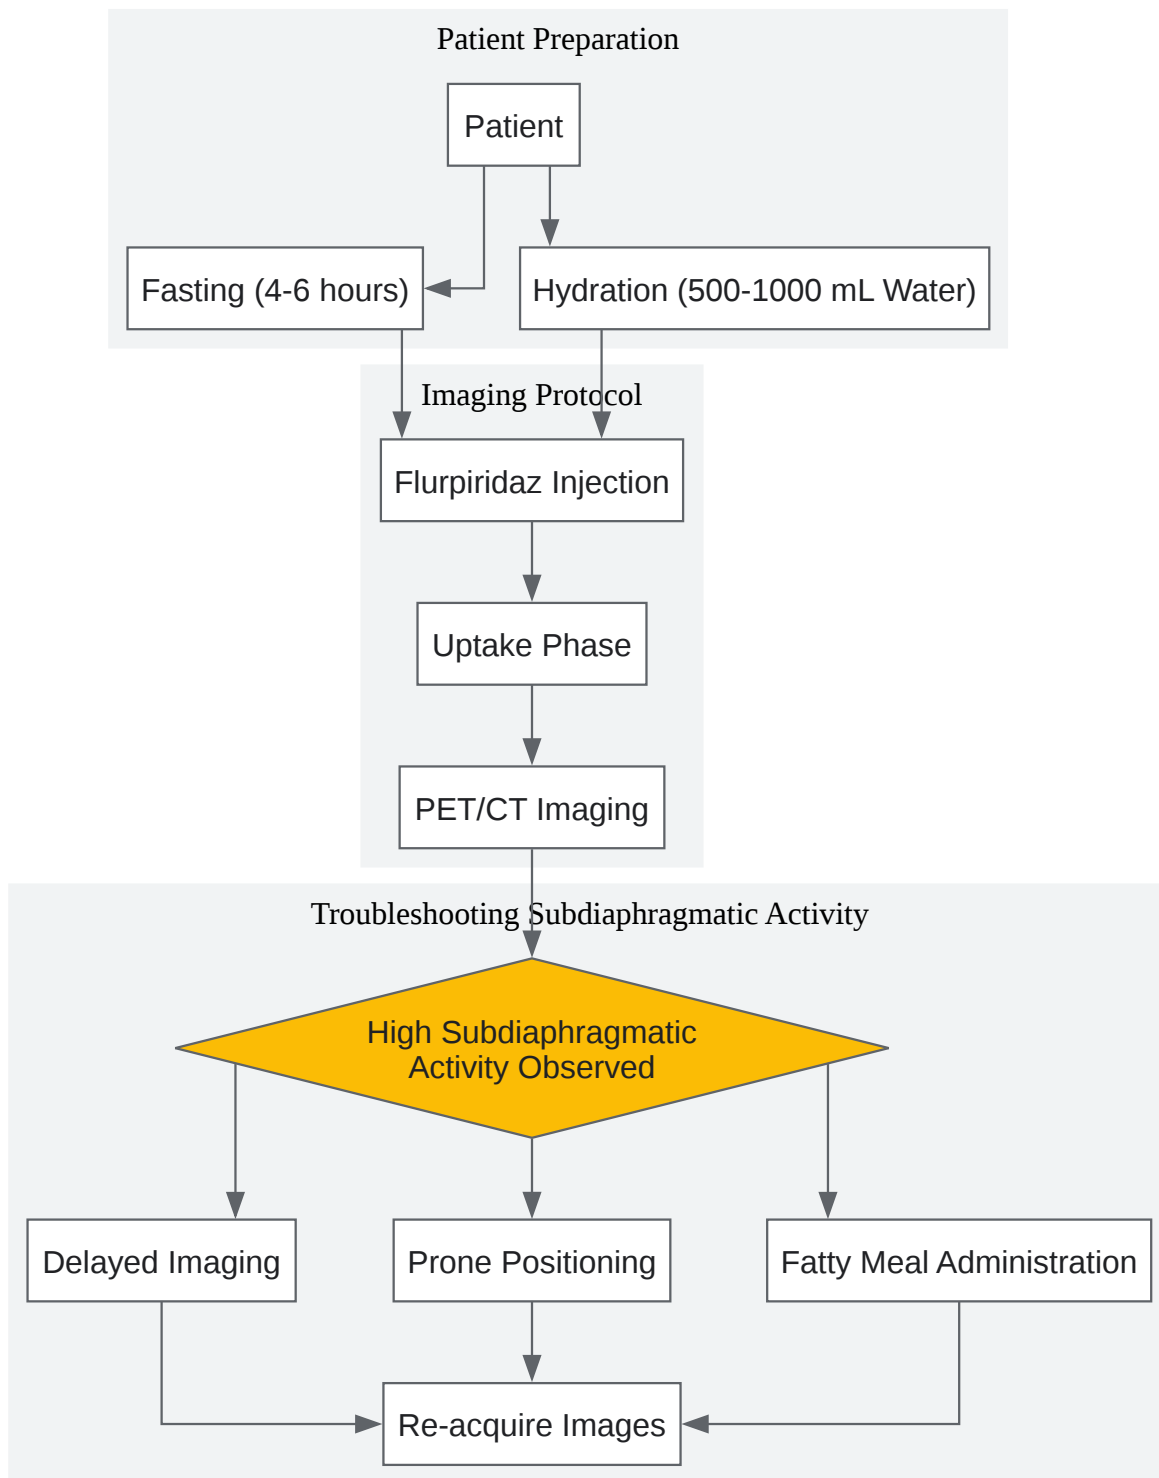 Patient Preparation
Patient
Fasting (4-6 hours)
Hydration (500-1000 mL Water)
Imaging Protocol
Flurpiridaz Injection
Uptake Phase
PET/CT Imaging
Troubleshooting Subdiaphragmatic Activity
High Subdiaphragmatic
Activity Observed
Delayed Imaging
Prone Positioning
Fatty Meal Administration
Re-acquire Images